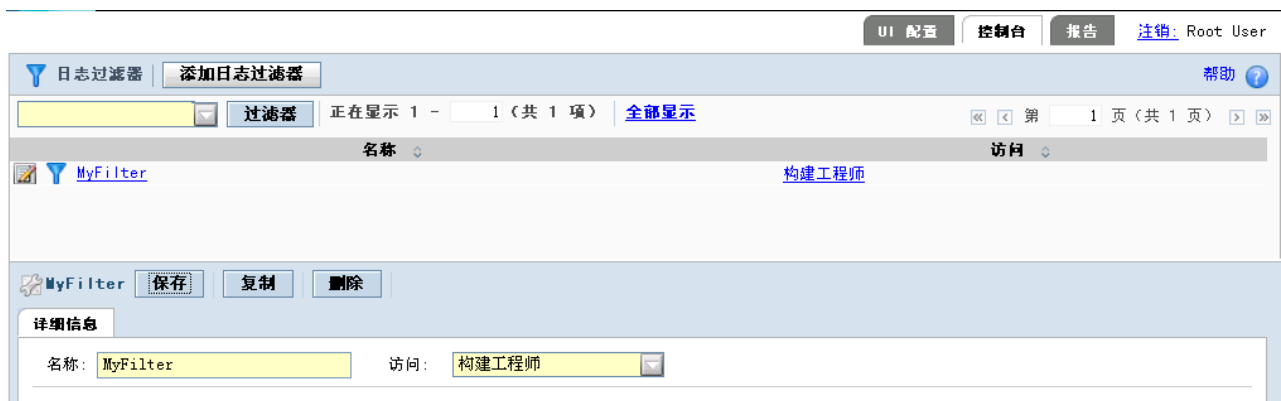 UI 配置 控制台 报告 注销: Root User
日志过滤器 添加日志过滤器 帮助 ?
过滤器 正在显示 1 - 1 (共 1 项) 全部显示 第 1 页 (共 1 页)
名称 访问
MyFilter 构建工程师
MyFilter 保存 复制 删除
详细信息
名称: MyFilter 访问: 构建工程师